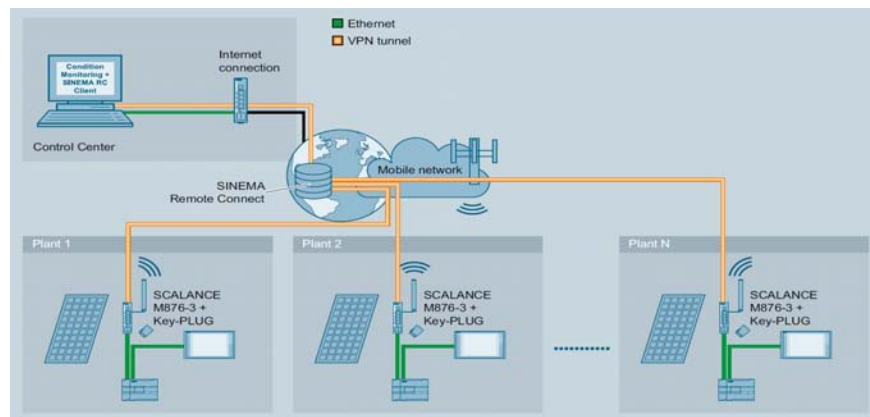 Ethernet
VPN tunnel
Internet
connection
Condition
Monitoring +
SINEMA RC
Client
Control Center
Mobile network
SINEMA
Remote Connect
Plant 1
SCALANCE
M876-3 +
Key-PLUG
Plant 2
SCALANCE
M876-3 +
Key-PLUG
Plant N
SCALANCE
M876-3 +
Key-PLUG